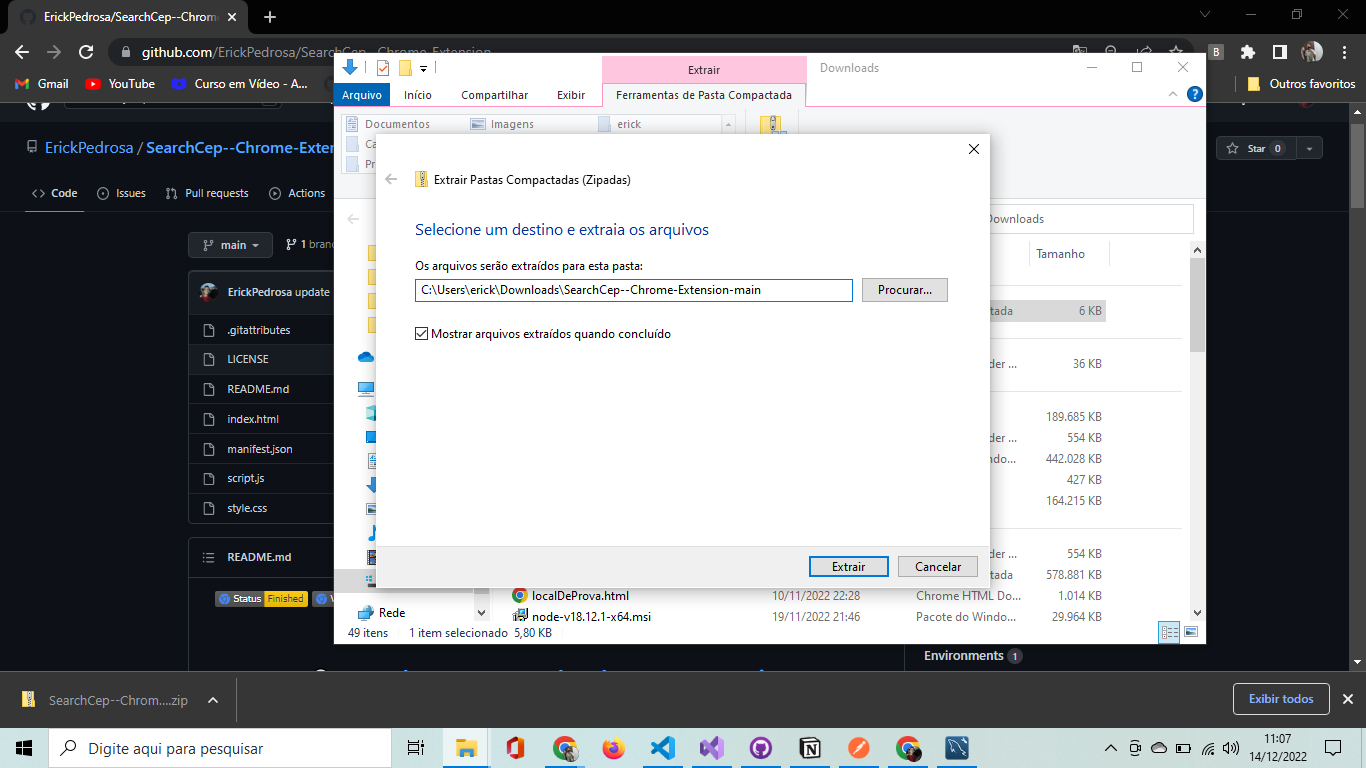 ErickPedrosa/SearchCep--Chrom
github.com/ErickPedrosa/SearchCep--Chrome-Extension
Gmail
YouTube
Curso em Vídeo - A...
Outros favoritos
Extrair
Downloads
Arquivo
Início
Compartilhar
Exibir
Ferramentas de Pasta Compactada
Documentos
Imagens
erick
Ca
Pr
ErickPedrosa / SearchCep--Chrome-Exten
Star 0
Code
Issues
Pull requests
Actions
Extrair Pastas Compactadas (Zipadas)
Downloads
Selecione um destino e extraia os arquivos
main
1 branc
Tamanho
Os arquivos serão extraídos para esta pasta:
C:\Users\erick\Downloads\SearchCep--Chrome-Extension-main
Procurar...
ErickPedrosa update
tada
6 KB
.gitattributes
Mostrar arquivos extraídos quando concluído
LICENSE
der ...
36 KB
README.md
index.html
189.685 KB
der ...
554 KB
manifest.json
ndo...
442.028 KB
script.js
427 KB
style.css
164.215 KB
README.md
der ...
554 KB
Extrair
Cancelar
tada
578.881 KB
Status Finished
localDeProva.html
10/11/2022 22:28
Chrome HTML Do...
1.014 KB
Rede
node-v18.12.1-x64.msi
19/11/2022 21:46
Pacote do Windo...
29.964 KB
49 itens
1 item selecionado
5,80 KB
Environments 1
SearchCep--Chrom....zip
Exibir todos
Digite aqui para pesquisar
11:07
14/12/2022